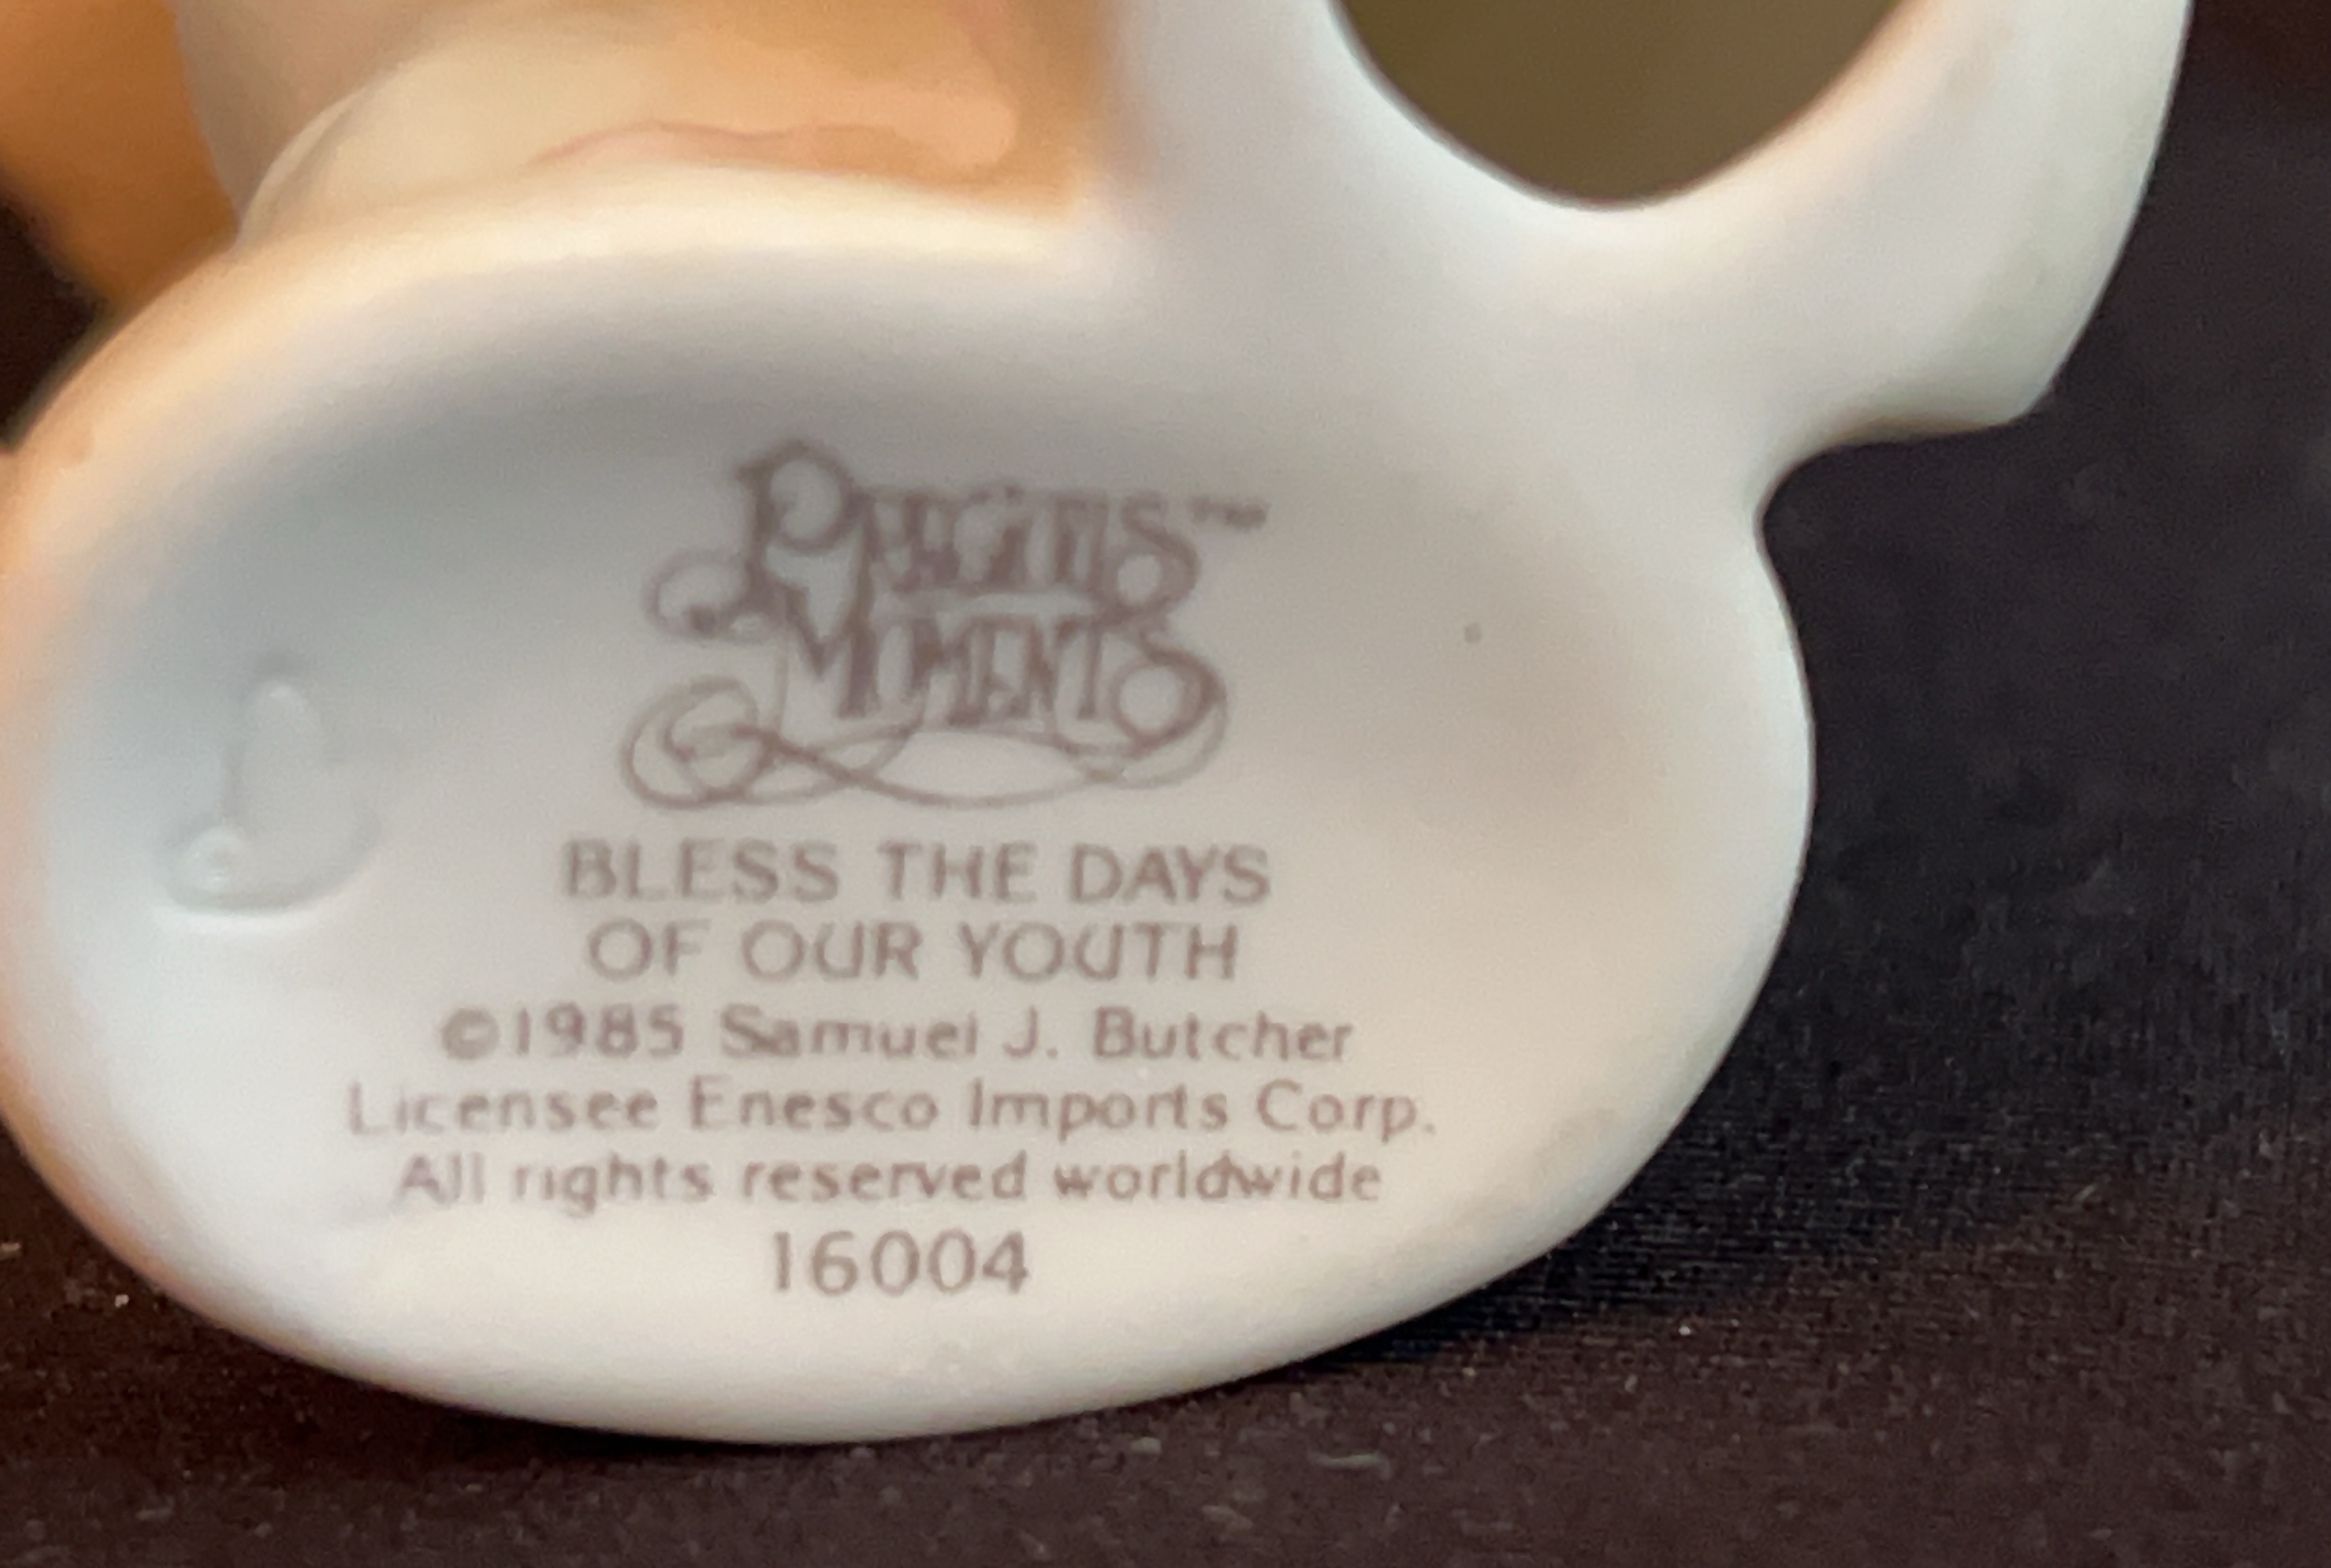 PRECIOUS™
MOMENTS
BLESS THE DAYS
OF OUR YOUTH
©1985 Samuel J. Butcher
Licensee Enesco Imports Corp.
All rights reserved worldwide
16004